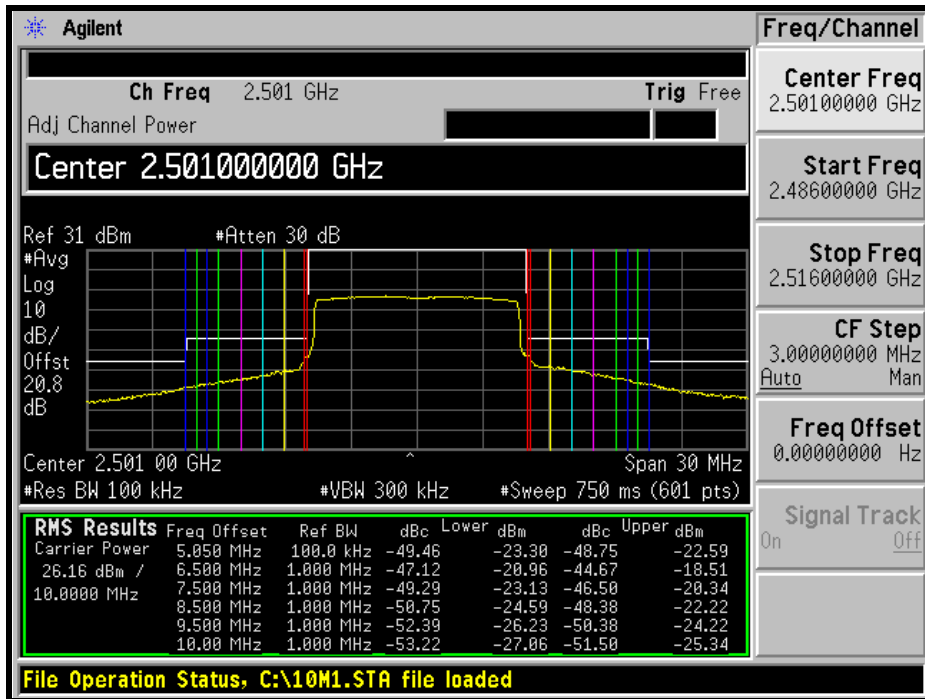 Agilent
Freq/Channel
Ch Freq 2.501 GHz Trig Free
Adj Channel Power
Center 2.501000000 GHz
Center Freq
2.50100000 GHz
Start Freq
2.48600000 GHz
Stop Freq
2.51600000 GHz
CF Step
3.00000000 MHz
Auto Man
Freq Offset
0.00000000 Hz
Signal Track
On Off
Ref 31 dBm #Atten 30 dB
#Avg
Log
10
dB/
Offst
20.8
dB
Center 2.501 00 GHz Span 30 MHz
#Res BW 100 kHz #VBW 300 kHz #Sweep 750 ms (601 pts)
RMS Results Freq Offset Ref BW dBc Lower dBm dBc Upper dBm
Carrier Power 5.050 MHz 100.0 kHz -49.46 -23.30 -48.75 -22.59
26.16 dBm / 6.500 MHz 1.000 MHz -47.12 -20.96 -44.67 -18.51
10.0000 MHz 7.500 MHz 1.000 MHz -49.29 -23.13 -46.50 -20.34
8.500 MHz 1.000 MHz -50.75 -24.59 -48.38 -22.22
9.500 MHz 1.000 MHz -52.39 -26.23 -50.38 -24.22
10.00 MHz 1.000 MHz -53.22 -27.06 -51.50 -25.34
File Operation Status, C:\10M1.STA file loaded